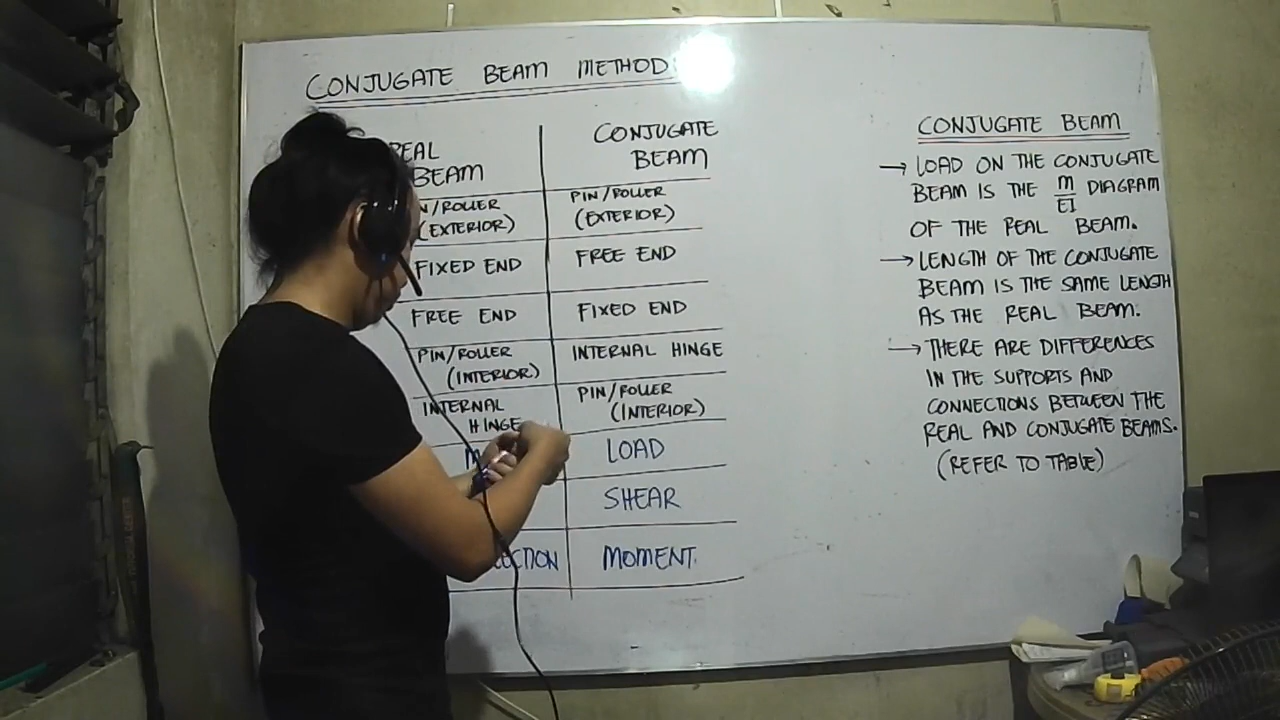 CONJUGATE BEAM METHOD
REAL
BEAM
CONJUGATE
BEAM
N/ROLLER
(EXTERIOR)
PIN/ROLLER
(EXTERIOR)
FIXED END
FREE END
FREE END
FIXED END
PIN/ROLLER
(INTERIOR)
INTERNAL HINGE
INTERNAL
HINGE
PIN/ROLLER
(INTERIOR)
LOAD
SHEAR
LECTION
MOMENT
CONJUGATE BEAM
→ LOAD ON THE CONJUGATE
BEAM IS THE M/EI DIAGRAM
OF THE REAL BEAM.
→ LENGTH OF THE CONJUGATE
BEAM IS THE SAME LENGTH
AS THE REAL BEAM.
→ THERE ARE DIFFERENCES
IN THE SUPPORTS AND
CONNECTIONS BETWEEN THE
REAL AND CONJUGATE BEAMS.
(REFER TO TABLE)